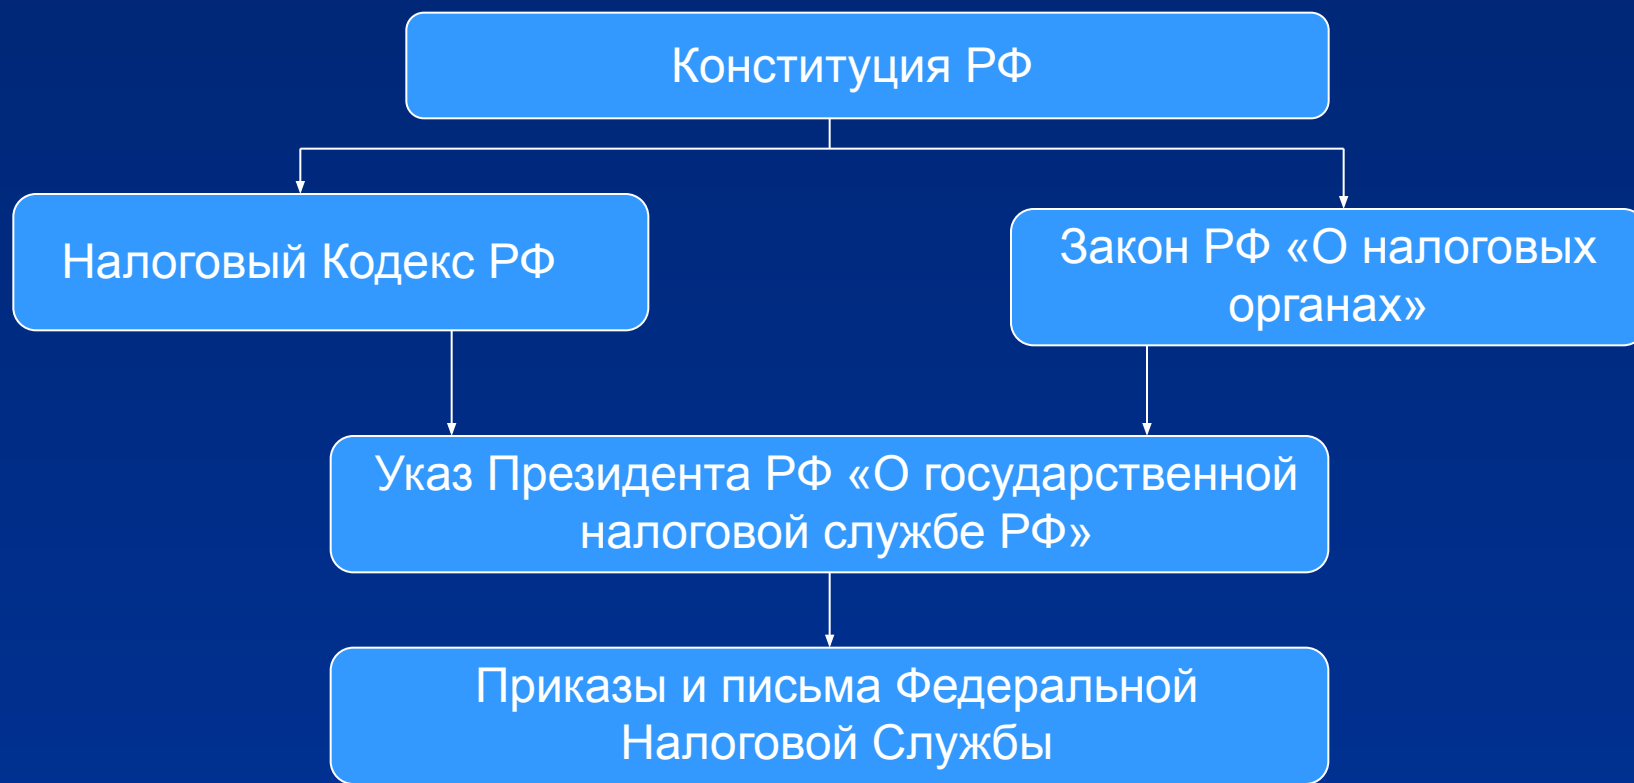 Конституция РФ
Налоговый Кодекс РФ
Закон РФ «О налоговых
органах»
Указ Президента РФ «О государственной
налоговой службе РФ»
Приказы и письма Федеральной
Налоговой Службы